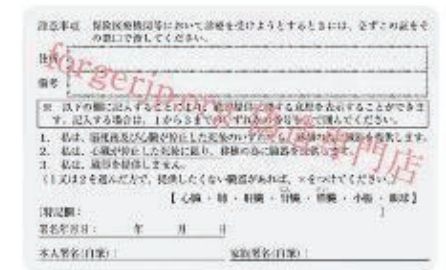 注意事項 保険医療機関等において診療を受けようとするときには、必ずこの証をその窓口で渡してください。
住所
備考
※ 以下の欄に記入することにより、臓器提供に関する意思を表示することができます。記入する場合は、1から3までのいずれかの番号を○で囲んでください。
1. 私は、脳死後及び心臓が停止した死後のいずれでも、移植の為に臓器を提供します。
2. 私は、心臓が停止した死後に限り、移植の為に臓器を提供します。
3. 私は、臓器を提供しません。
《1又は2を選んだ方で、提供したくない臓器があれば、×をつけてください。》
【心臓・肺・肝臓・腎臓・膵臓・小腸・眼球】
[特記欄: ]
署名年月日: 年 月 日
本人署名(自筆): 家族署名(自筆):
forgerjp.com
専門店